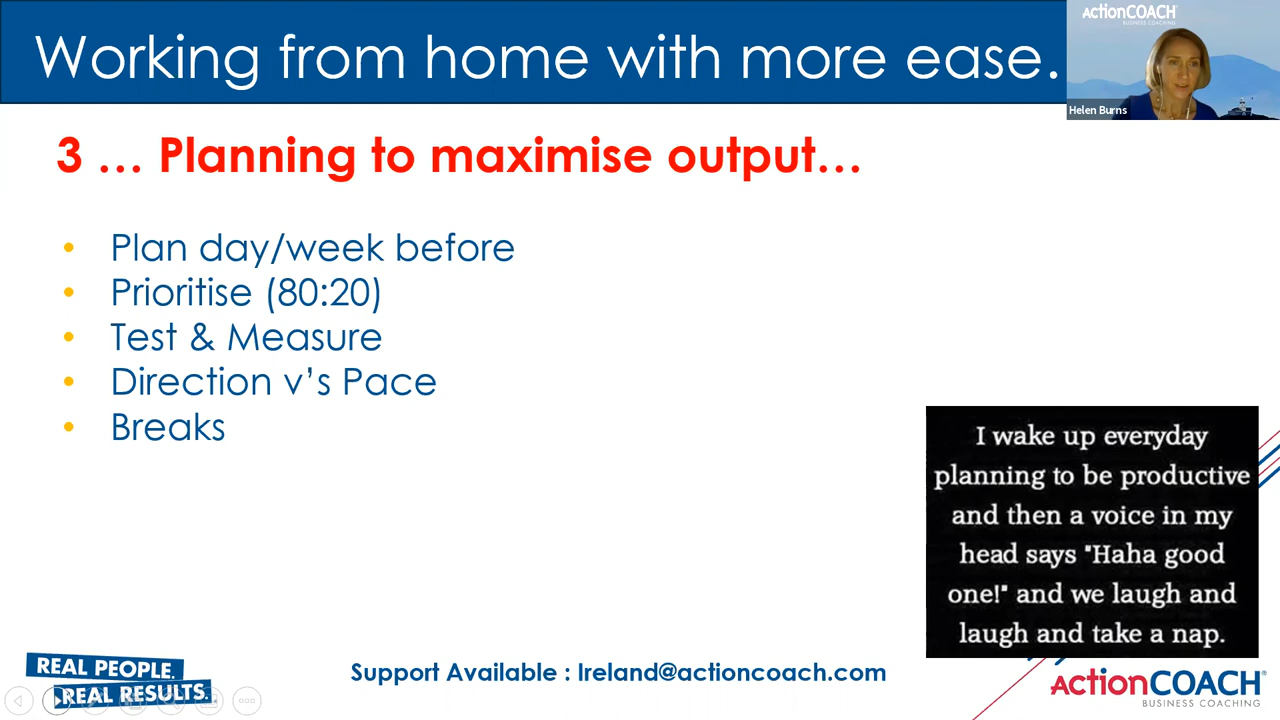 Working from home with more ease.
actionCOACH
BUSINESS COACHING
Helen Burns
3 … Planning to maximise output…
• Plan day/week before
• Prioritise (80:20)
• Test & Measure
• Direction v’s Pace
• Breaks
I wake up everyday
planning to be productive
and then a voice in my
head says "Haha good
one!" and we laugh and
laugh and take a nap.
REAL PEOPLE.
REAL RESULTS.
Support Available : Ireland@actioncoach.com
actionCOACH®
BUSINESS COACHING